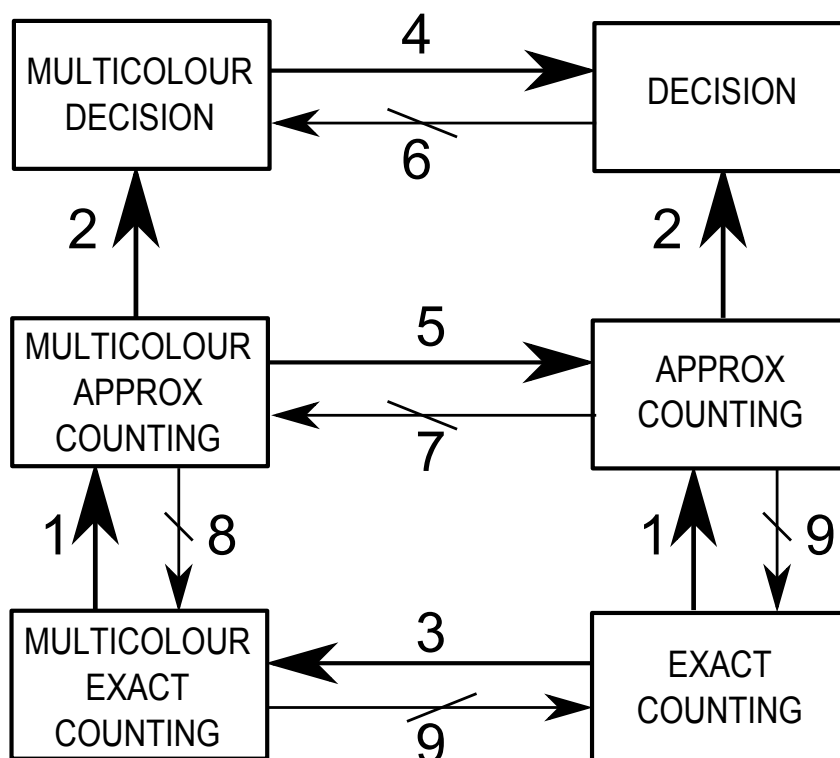 MULTICOLOUR
DECISION
4
6
DECISION
2
2
MULTICOLOUR
APPROX
COUNTING
5
7
APPROX
COUNTING
1
8
1
9
MULTICOLOUR
EXACT
COUNTING
3
9
EXACT
COUNTING